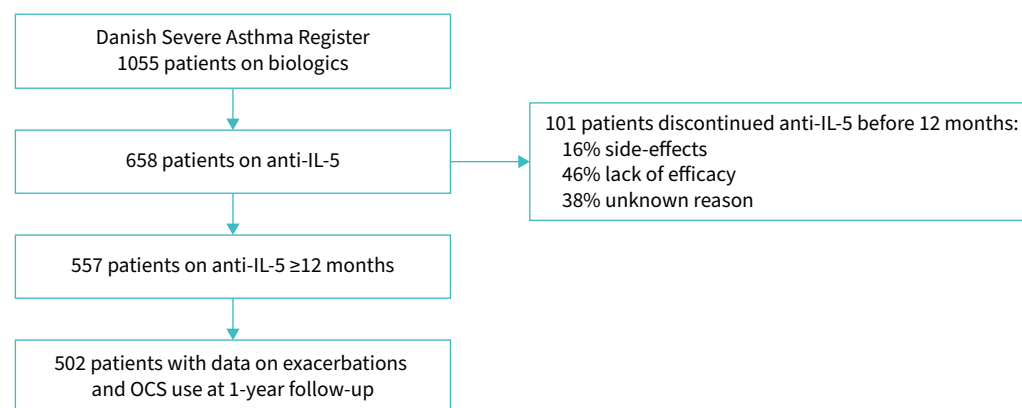 Danish Severe Asthma Register
1055 patients on biologics
658 patients on anti-IL-5
101 patients discontinued anti-IL-5 before 12 months:
16% side-effects
46% lack of efficacy
38% unknown reason
557 patients on anti-IL-5 ≥12 months
502 patients with data on exacerbations
and OCS use at 1-year follow-up